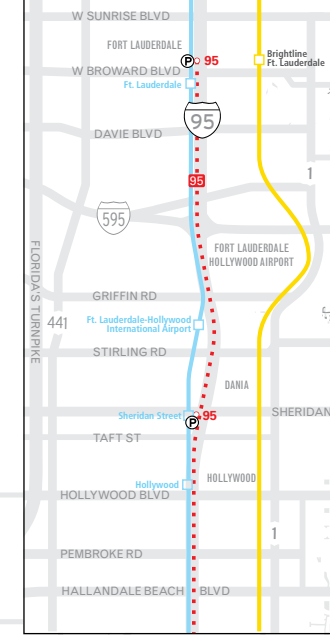 W SUNRISE BLVD
FORT LAUDERDALE
P
95
Brightline
Ft. Lauderdale
W BROWARD BLVD
Ft. Lauderdale
95
DAVIE BLVD
1
95
595
FORT LAUDERDALE
HOLLYWOOD AIRPORT
FLORIDA'S TURNPIKE
GRIFFIN RD
441
Ft. Lauderdale-Hollywood
International Airport
STIRLING RD
DANIA
Sheridan Street
95
SHERIDAN
P
TAFT ST
Hollywood
HOLLYWOOD
HOLLYWOOD BLVD
1
PEMBROKE RD
HALLANDALE BEACH BLVD